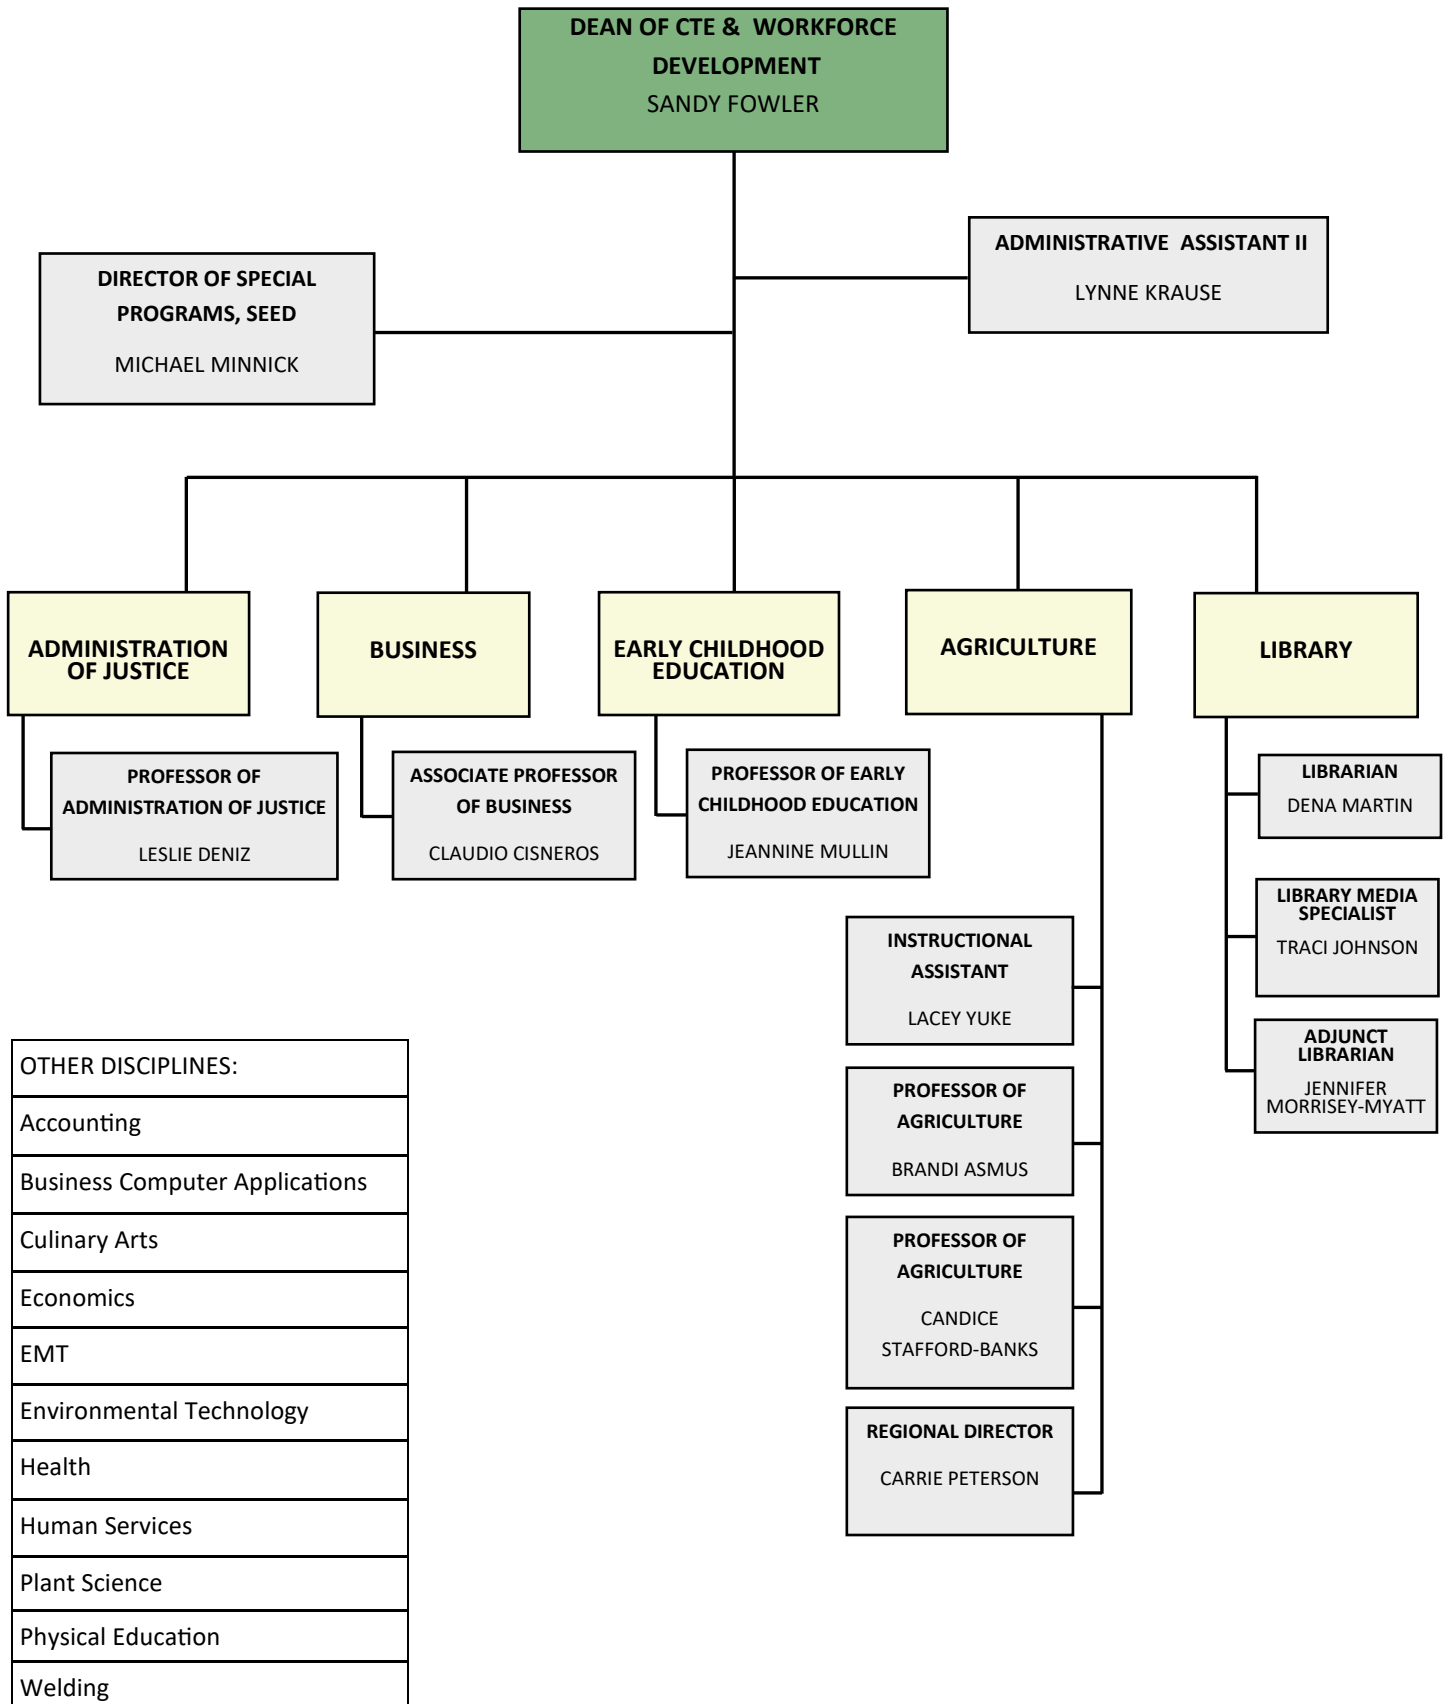 DEAN OF CTE & WORKFORCE
DEVELOPMENT
SANDY FOWLER
ADMINISTRATIVE ASSISTANT II
LYNNE KRAUSE
DIRECTOR OF SPECIAL
PROGRAMS, SEED
MICHAEL MINNICK
ADMINISTRATION
OF JUSTICE
BUSINESS
EARLY CHILDHOOD
EDUCATION
AGRICULTURE
LIBRARY
PROFESSOR OF
ADMINISTRATION OF JUSTICE
LESLIE DENIZ
ASSOCIATE PROFESSOR
OF BUSINESS
CLAUDIO CISNEROS
PROFESSOR OF EARLY
CHILDHOOD EDUCATION
JEANNINE MULLIN
INSTRUCTIONAL
ASSISTANT
LACEY YUKE
PROFESSOR OF
AGRICULTURE
BRANDI ASMUS
PROFESSOR OF
AGRICULTURE
CANDICE
STAFFORD-BANKS
REGIONAL DIRECTOR
CARRIE PETERSON
LIBRARIAN
DENA MARTIN
LIBRARY MEDIA
SPECIALIST
TRACI JOHNSON
ADJUNCT
LIBRARIAN
JENNIFER
MORRISEY-MYATT
OTHER DISCIPLINES:
Accounting
Business Computer Applications
Culinary Arts
Economics
EMT
Environmental Technology
Health
Human Services
Plant Science
Physical Education
Welding